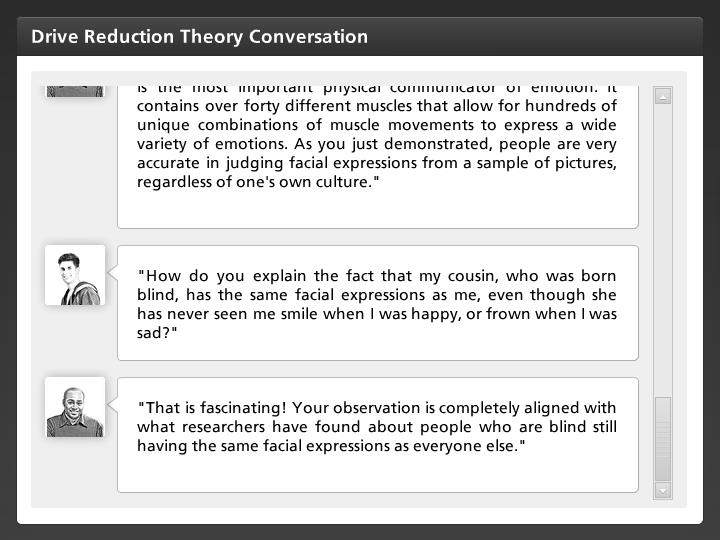 Drive Reduction Theory Conversation
is the most important physical communicator of emotion. It
contains over forty different muscles that allow for hundreds of
unique combinations of muscle movements to express a wide
variety of emotions. As you just demonstrated, people are very
accurate in judging facial expressions from a sample of pictures,
regardless of one's own culture."
"How do you explain the fact that my cousin, who was born
blind, has the same facial expressions as me, even though she
has never seen me smile when I was happy, or frown when I was
sad?"
"That is fascinating! Your observation is completely aligned with
what researchers have found about people who are blind still
having the same facial expressions as everyone else."